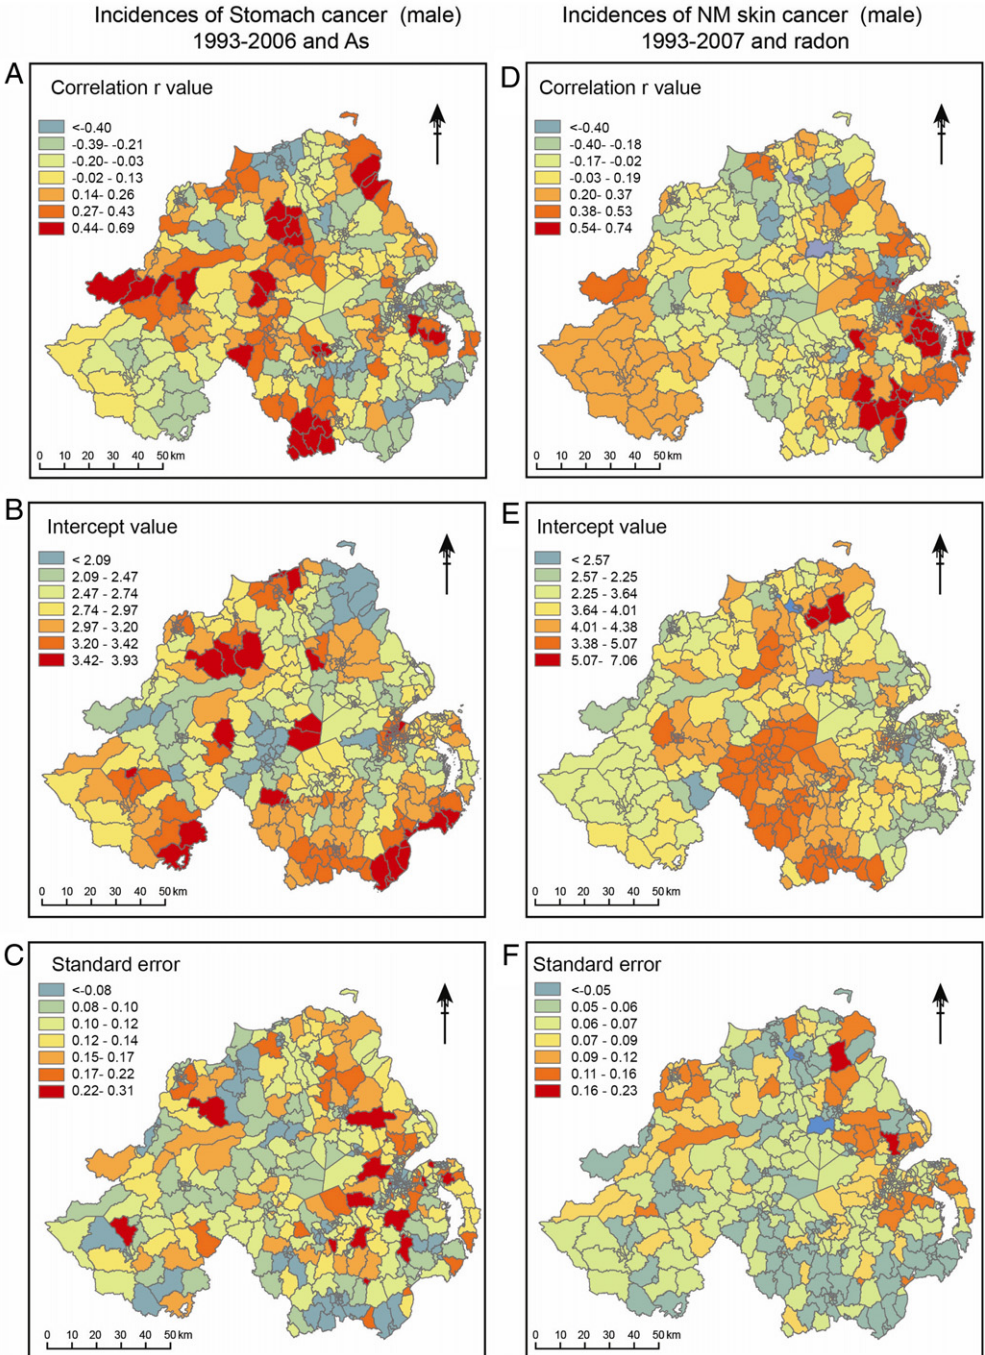 Incidences of Stomach cancer (male)
1993-2006 and As
Incidences of NM skin cancer (male)
1993-2007 and radon
A
Correlation r value
<-0.40
-0.39- -0.21
-0.20- -0.03
-0.02 - 0.13
0.14 - 0.26
0.27- 0.43
0.44- 0.69
N
0 10 20 30 40 50 km
D
Correlation r value
<-0.40
-0.40- -0.18
-0.17- -0.02
-0.03 - 0.19
0.20- 0.37
0.38- 0.53
0.54- 0.74
N
0 10 20 30 40 50 km
B
Intercept value
< 2.09
2.09 - 2.47
2.47 - 2.74
2.74 - 2.97
2.97 - 3.20
3.20 - 3.42
3.42- 3.93
N
0 10 20 30 40 50 km
E
Intercept value
< 2.57
2.57 - 2.25
2.25 - 3.64
3.64 - 4.01
4.01 - 4.38
3.38 - 5.07
5.07- 7.06
N
0 10 20 30 40 50 km
C
Standard error
<-0.08
0.08 - 0.10
0.10 - 0.12
0.12 - 0.14
0.15 - 0.17
0.17- 0.22
0.22- 0.31
N
0 10 20 30 40 50 km
F
Standard error
<-0.05
0.05 - 0.06
0.06 - 0.07
0.07 - 0.09
0.09 - 0.12
0.11 - 0.16
0.16 - 0.23
N
0 10 20 30 40 50 km